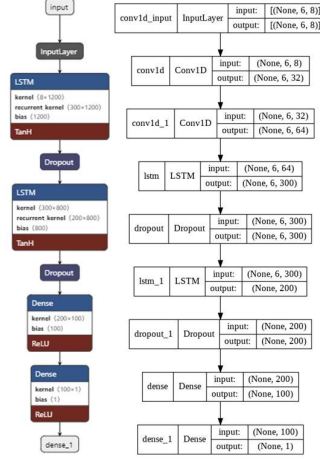 input
InputLayer
LSTM
kernel ⟨8×1200⟩
recurrent kernel ⟨300×1200⟩
bias ⟨1200⟩
TanH
Dropout
LSTM
kernel ⟨300×800⟩
recurrent kernel ⟨200×800⟩
bias ⟨800⟩
TanH
Dropout
Dense
kernel ⟨200×100⟩
bias ⟨100⟩
ReLU
Dense
kernel ⟨100×1⟩
bias ⟨1⟩
ReLU
dense_1
conv1d_input InputLayer input: [(None, 6, 8)]
output: [(None, 6, 8)]
conv1d Conv1D input: (None, 6, 8)
output: (None, 6, 32)
conv1d_1 Conv1D input: (None, 6, 32)
output: (None, 6, 64)
lstm LSTM input: (None, 6, 64)
output: (None, 6, 300)
dropout Dropout input: (None, 6, 300)
output: (None, 6, 300)
lstm_1 LSTM input: (None, 6, 300)
output: (None, 200)
dropout_1 Dropout input: (None, 200)
output: (None, 200)
dense Dense input: (None, 200)
output: (None, 100)
dense_1 Dense input: (None, 100)
output: (None, 1)